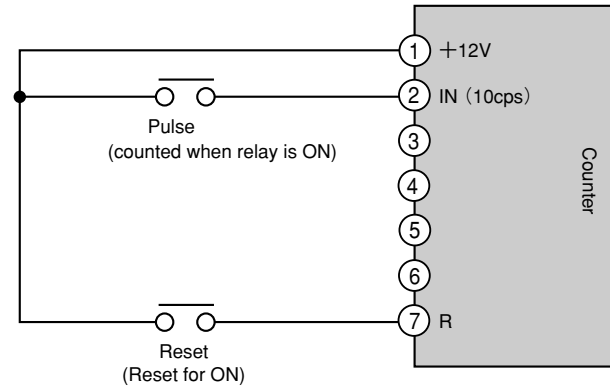 1 +12V
2 IN (10cps)
Pulse
(counted when relay is ON)
3
4
5
6
7 R
Reset
(Reset for ON)
Counter